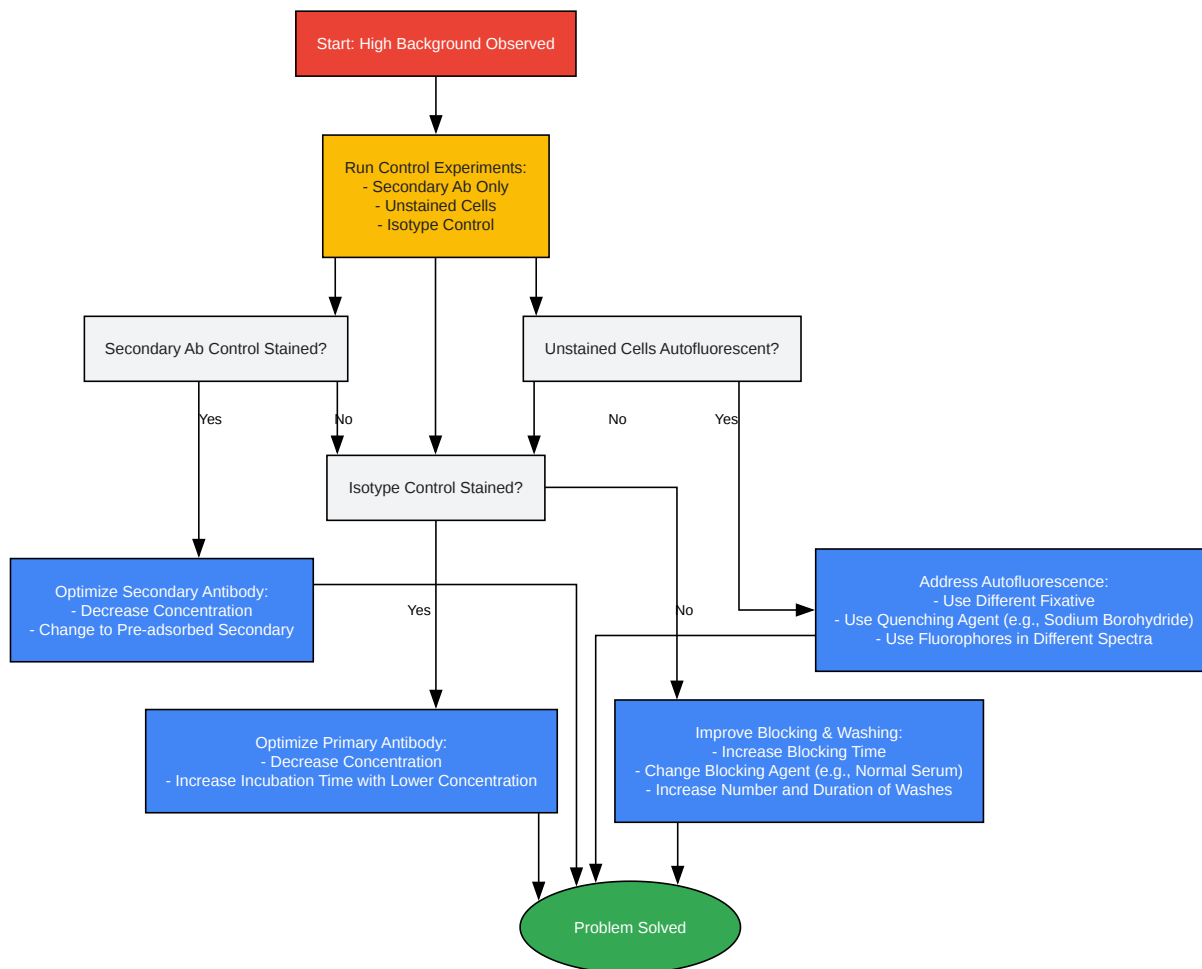 Start: High Background Observed
Run Control Experiments:
- Secondary Ab Only
- Unstained Cells
- Isotype Control
Secondary Ab Control Stained?
Unstained Cells Autofluorescent?
Yes
No
No
Yes
Isotype Control Stained?
Optimize Secondary Antibody:
- Decrease Concentration
- Change to Pre-adsorbed Secondary
Yes
No
Address Autofluorescence:
- Use Different Fixative
- Use Quenching Agent (e.g., Sodium Borohydride)
- Use Fluorophores in Different Spectra
Optimize Primary Antibody:
- Decrease Concentration
- Increase Incubation Time with Lower Concentration
Improve Blocking & Washing:
- Increase Blocking Time
- Change Blocking Agent (e.g., Normal Serum)
- Increase Number and Duration of Washes
Problem Solved